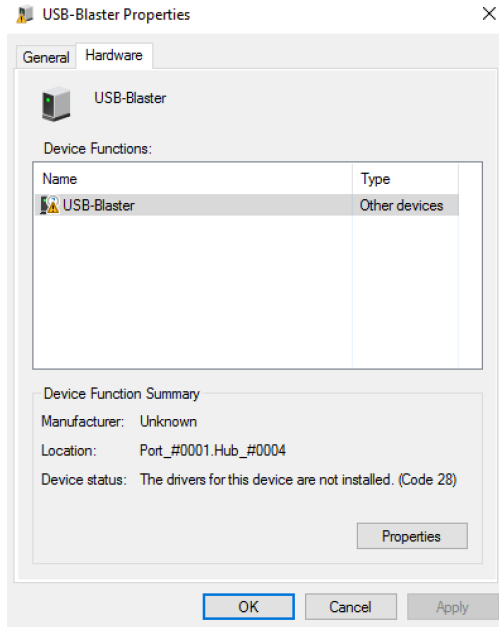 USB-Blaster Properties
General Hardware
USB-Blaster
Device Functions:
Name Type
USB-Blaster Other devices
Device Function Summary
Manufacturer: Unknown
Location: Port_#0001.Hub_#0004
Device status: The drivers for this device are not installed. (Code 28)
Properties
OK Cancel Apply